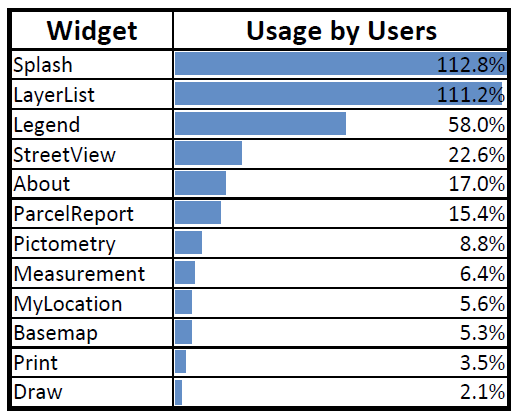 Widget Usage by Users
Splash 112.8%
LayerList 111.2%
Legend 58.0%
StreetView 22.6%
About 17.0%
ParcelReport 15.4%
Pictometry 8.8%
Measurement 6.4%
MyLocation 5.6%
Basemap 5.3%
Print 3.5%
Draw 2.1%